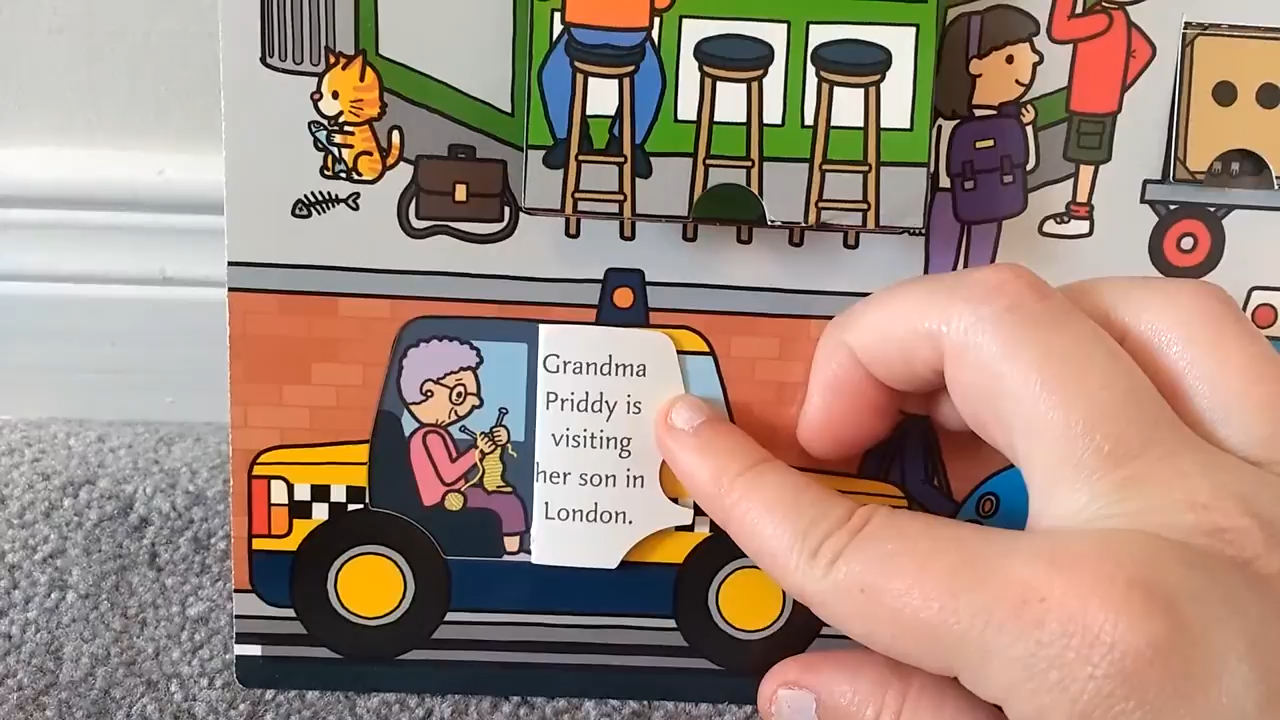 Grandma
Priddy is
visiting
her son in
London.